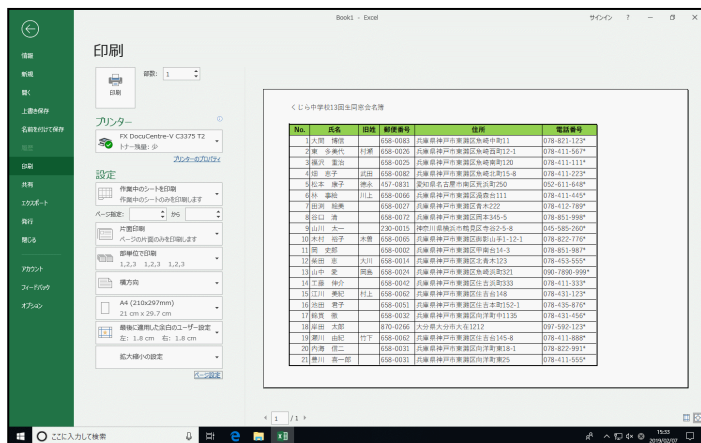 Book1 - Excel
サインイン ?
情報
新規
開く
上書き保存
名前を付けて保存
履歴
印刷
共有
エクスポート
発行
閉じる
アカウント
フィードバック
オプション
印刷
部数: 1
印刷
プリンター
FX DocuCentre-V C3375 T2
トナー残量: 少
プリンターのプロパティ
設定
作業中のシートを印刷
作業中のシートのみを印刷します
ページ指定: から
片面印刷
ページの片面のみを印刷します
部単位で印刷
1,2,3 1,2,3 1,2,3
横方向
A4 (210x297mm)
21 cm x 29.7 cm
最後に適用した余白のユーザー設定
左: 1.8 cm 右: 1.8 cm
拡大縮小の設定
ページ設定
くじら中学校13回生同窓会名簿
No. 氏名 旧姓 郵便番号 住所 電話番号
1 大間 博信 658-0083 兵庫県神戸市東灘区魚崎中町11 078-821-123*
2 東 多美代 村瀬 658-0026 兵庫県神戸市東灘区魚崎西町12-1 078-411-567*
3 福沢 重治 658-0025 兵庫県神戸市東灘区魚崎南町120 078-411-111*
4 畑 恵子 武田 658-0082 兵庫県神戸市東灘区魚崎北町15-8 078-411-223*
5 松本 康子 徳永 457-0831 愛知県名古屋市南区宮浜町250 052-611-648*
6 林 事絵 川上 658-0066 兵庫県神戸市東灘区渦森台111 078-411-445*
7 田渕 絵美 658-0027 兵庫県神戸市東灘区青木222 078-412-789*
8 谷口 清 658-0072 兵庫県神戸市東灘区岡本345-5 078-851-998*
9 山川 太一 230-0015 神奈川県横浜市鶴見区寺谷2-5-8 045-585-260*
10 木村 裕子 木曽 658-0065 兵庫県神戸市東灘区御影山手1-12-1 078-822-776*
11 岡 史郎 658-0002 兵庫県神戸市東灘区甲南台14-3 078-851-987*
12 柴田 恵 大川 658-0014 兵庫県神戸市東灘区北青木123 078-453-555*
13 山中 愛 岡島 658-0024 兵庫県神戸市東灘区魚崎浜町321 090-7890-999*
14 工藤 伸介 658-0042 兵庫県神戸市東灘区住吉浜町333 078-411-333*
15 江川 美紀 村上 658-0062 兵庫県神戸市東灘区住吉台148 078-431-123*
16 池田 君子 658-0051 兵庫県神戸市東灘区住吉本町152-1 078-435-876*
17 鞍貫 徹 658-0032 兵庫県神戸市東灘区向洋町中1135 078-431-456*
18 岸田 太郎 870-0266 大分県大分市大在1212 097-592-123*
19 瀬川 由紀 竹下 658-0062 兵庫県神戸市東灘区住吉台145-8 078-411-888*
20 内海 信二 658-0031 兵庫県神戸市東灘区向洋町東18-1 078-822-991*
21 豊川 喜一郎 658-0031 兵庫県神戸市東灘区向洋町東25 078-411-555*
1 /1
ここに入力して検索
15:33
2019/02/07